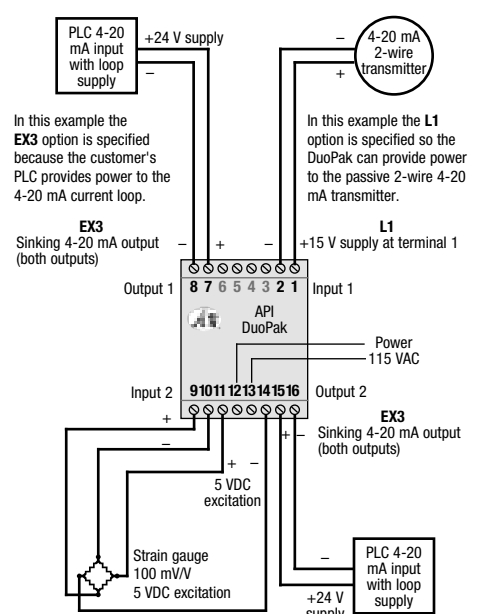 PLC 4-20
mA input
with loop
supply
+24 V supply
–
–
+
4-20 mA
2-wire
transmitter
In this example the
EX3 option is specified
because the customer's
PLC provides power to the
4-20 mA current loop.
In this example the L1
option is specified so the
DuoPak can provide power
to the passive 2-wire 4-20
mA transmitter.
EX3
Sinking 4-20 mA output
(both outputs)
L1
+15 V supply at terminal 1
– + –
Output 1
8 7 6 5 4 3 2 1
Input 1
API
DuoPak
Power
115 VAC
Input 2
9 10 11 12 13 14 15 16
Output 2
+
–
+ –
5 VDC
excitation
+ –
EX3
Sinking 4-20 mA output
(both outputs)
Strain gauge
100 mV/V
5 VDC excitation
–
+24 V
supply
PLC 4-20
mA input
with loop
supply